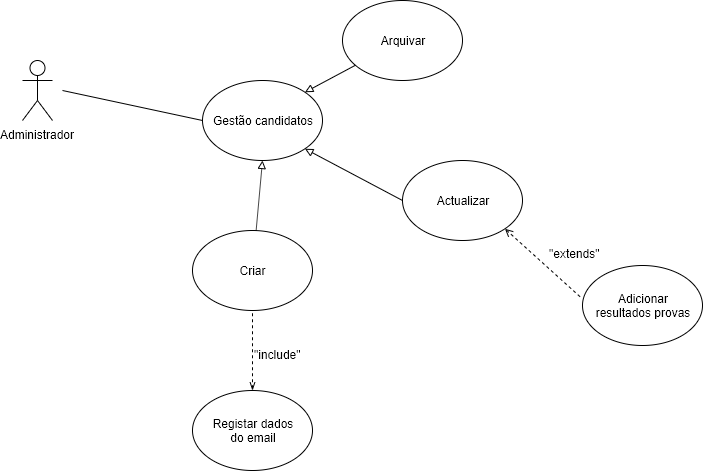 Arquivar
Gestão candidatos
Administrador
Actualizar
"extends"
Criar
Adicionar
resultados provas
"include"
Registar dados
do email